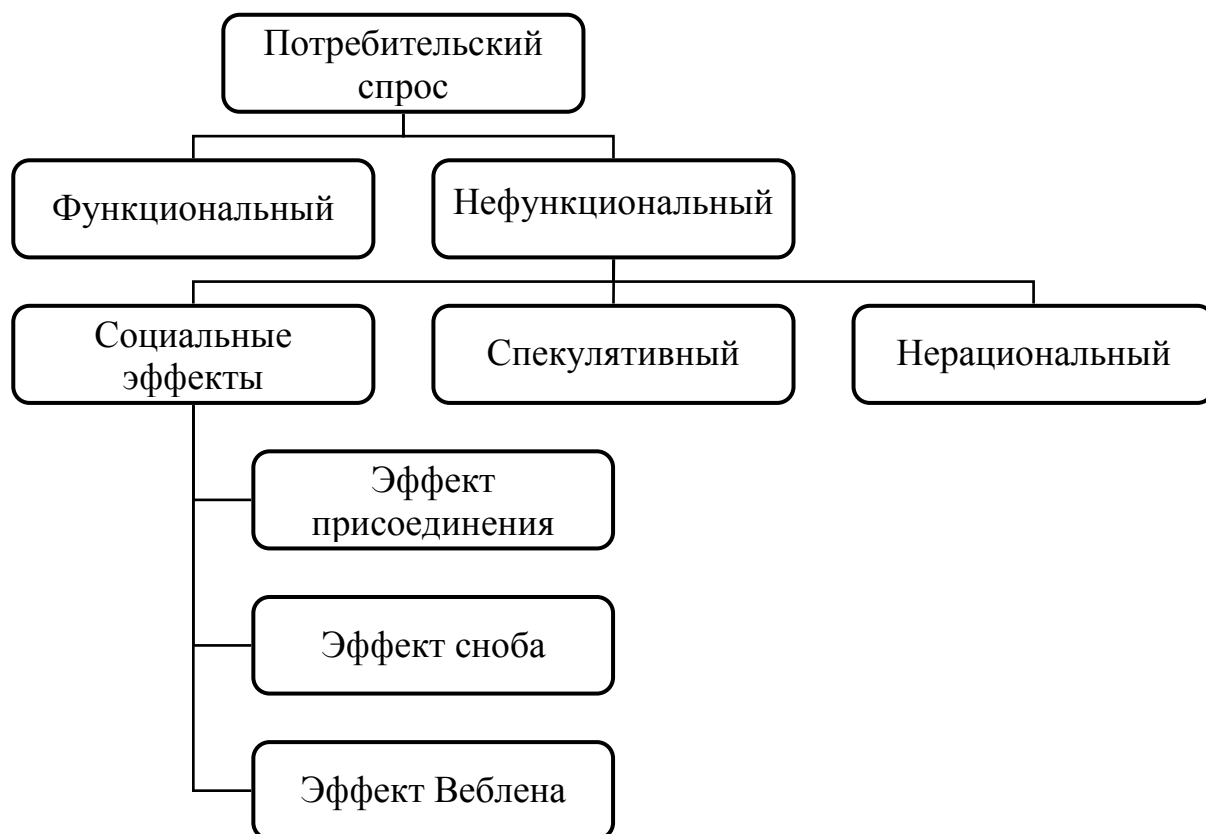 Потребительский
спрос
Функциональный
Нефункциональный
Социальные
эффекты
Спекулятивный
Нерациональный
Эффект
присоединения
Эффект сноба
Эффект Веблена